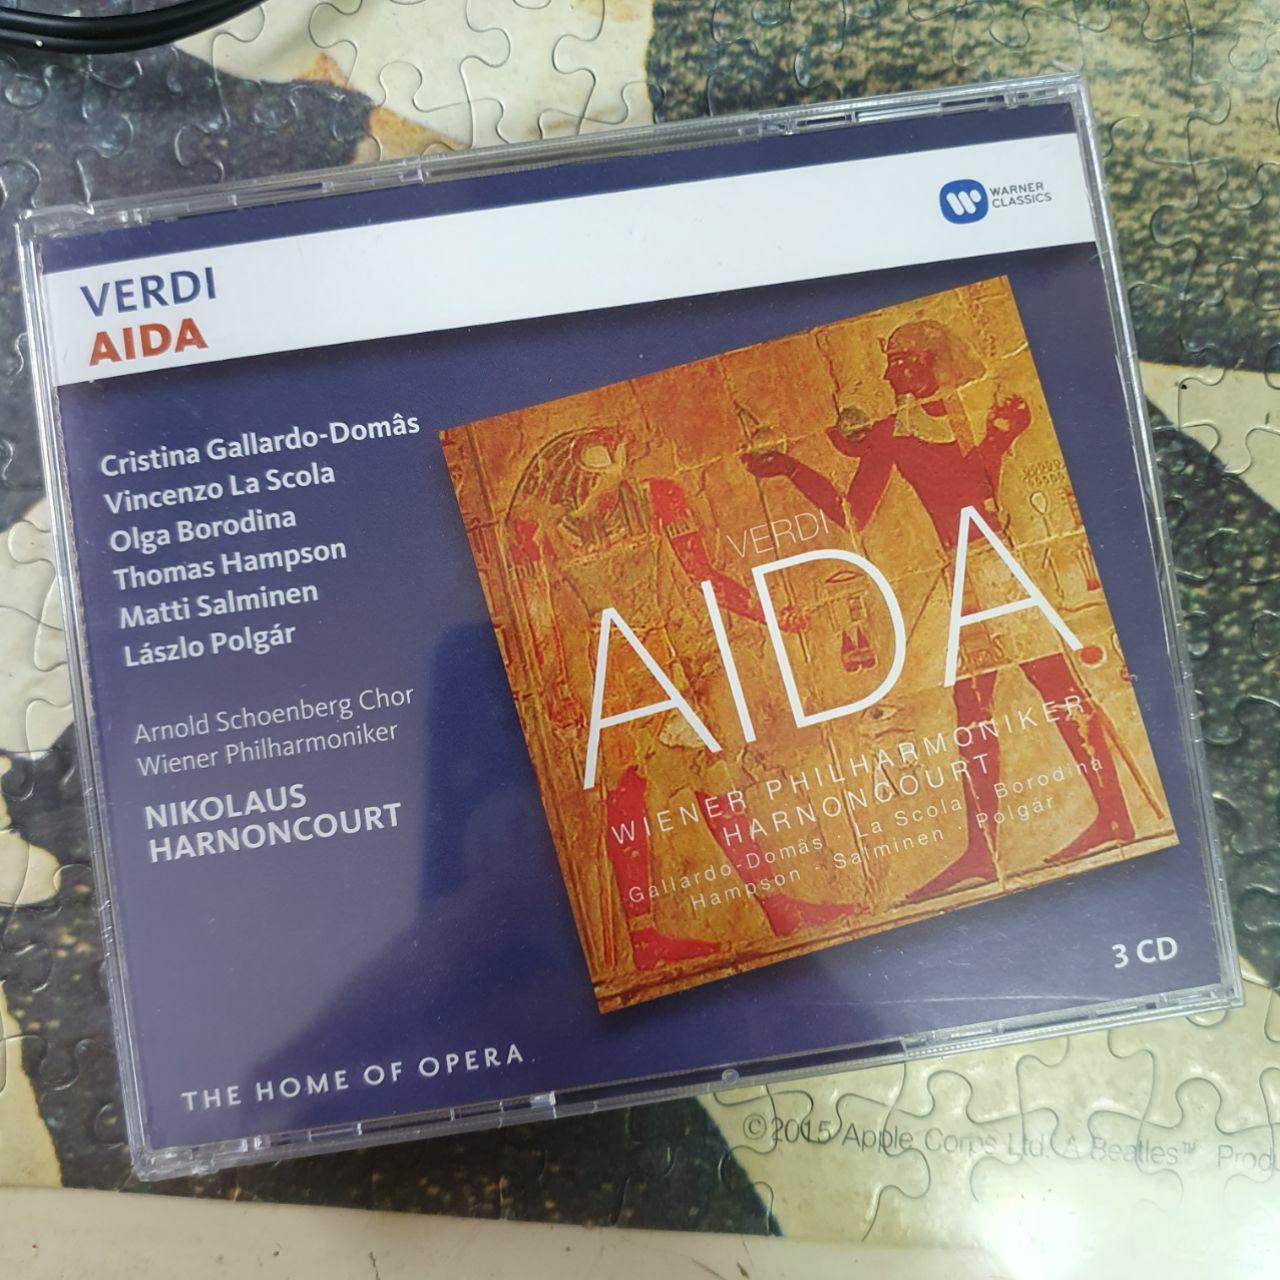 WARNER
CLASSICS
VERDI
AIDA
Cristina Gallardo-Domâs
Vincenzo La Scola
Olga Borodina
Thomas Hampson
Matti Salminen
Lászlo Polgár
Arnold Schoenberg Chor
Wiener Philharmoniker
NIKOLAUS
HARNONCOURT
VERDI
AIDA
WIENER PHILHARMONIKER
HARNONCOURT
Gallardo-Domâs · La Scola · Borodina
Hampson · Salminen · Polgár
3 CD
THE HOME OF OPERA
©2015 Apple Corps Ltd. A Beatles™ Prod